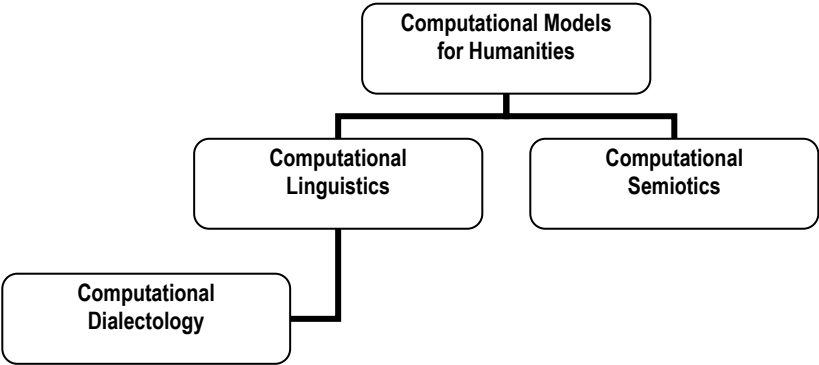 Computational Models
for Humanities
Computational
Linguistics
Computational
Semiotics
Computational
Dialectology